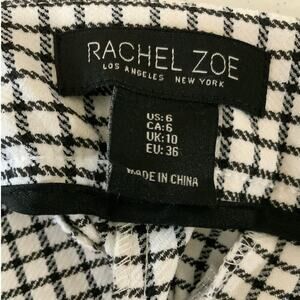 RACHEL ZOE
LOS ANGELES NEW YORK
US: 6
CA: 6
UK: 10
EU: 36
MADE IN CHINA